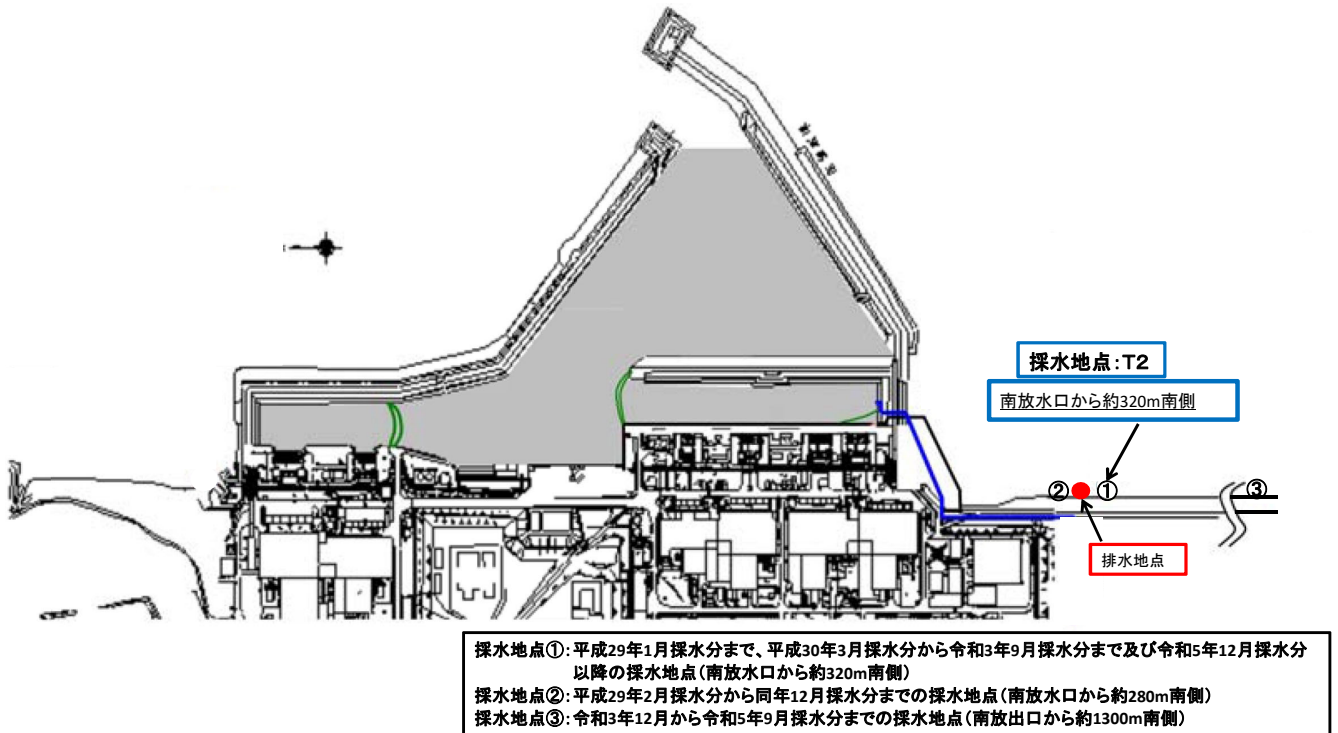 採水地点：T2
南放水口から約320m南側
② ① ③
排水地点
採水地点①：平成29年1月採水分まで、平成30年3月採水分から令和3年9月採水分まで及び令和5年12月採水分
以降の採水地点（南放水口から約320m南側）
採水地点②：平成29年2月採水分から同年12月採水分までの採水地点（南放水口から約280m南側）
採水地点③：令和3年12月から令和5年9月採水分までの採水地点（南放出口から約1300m南側）